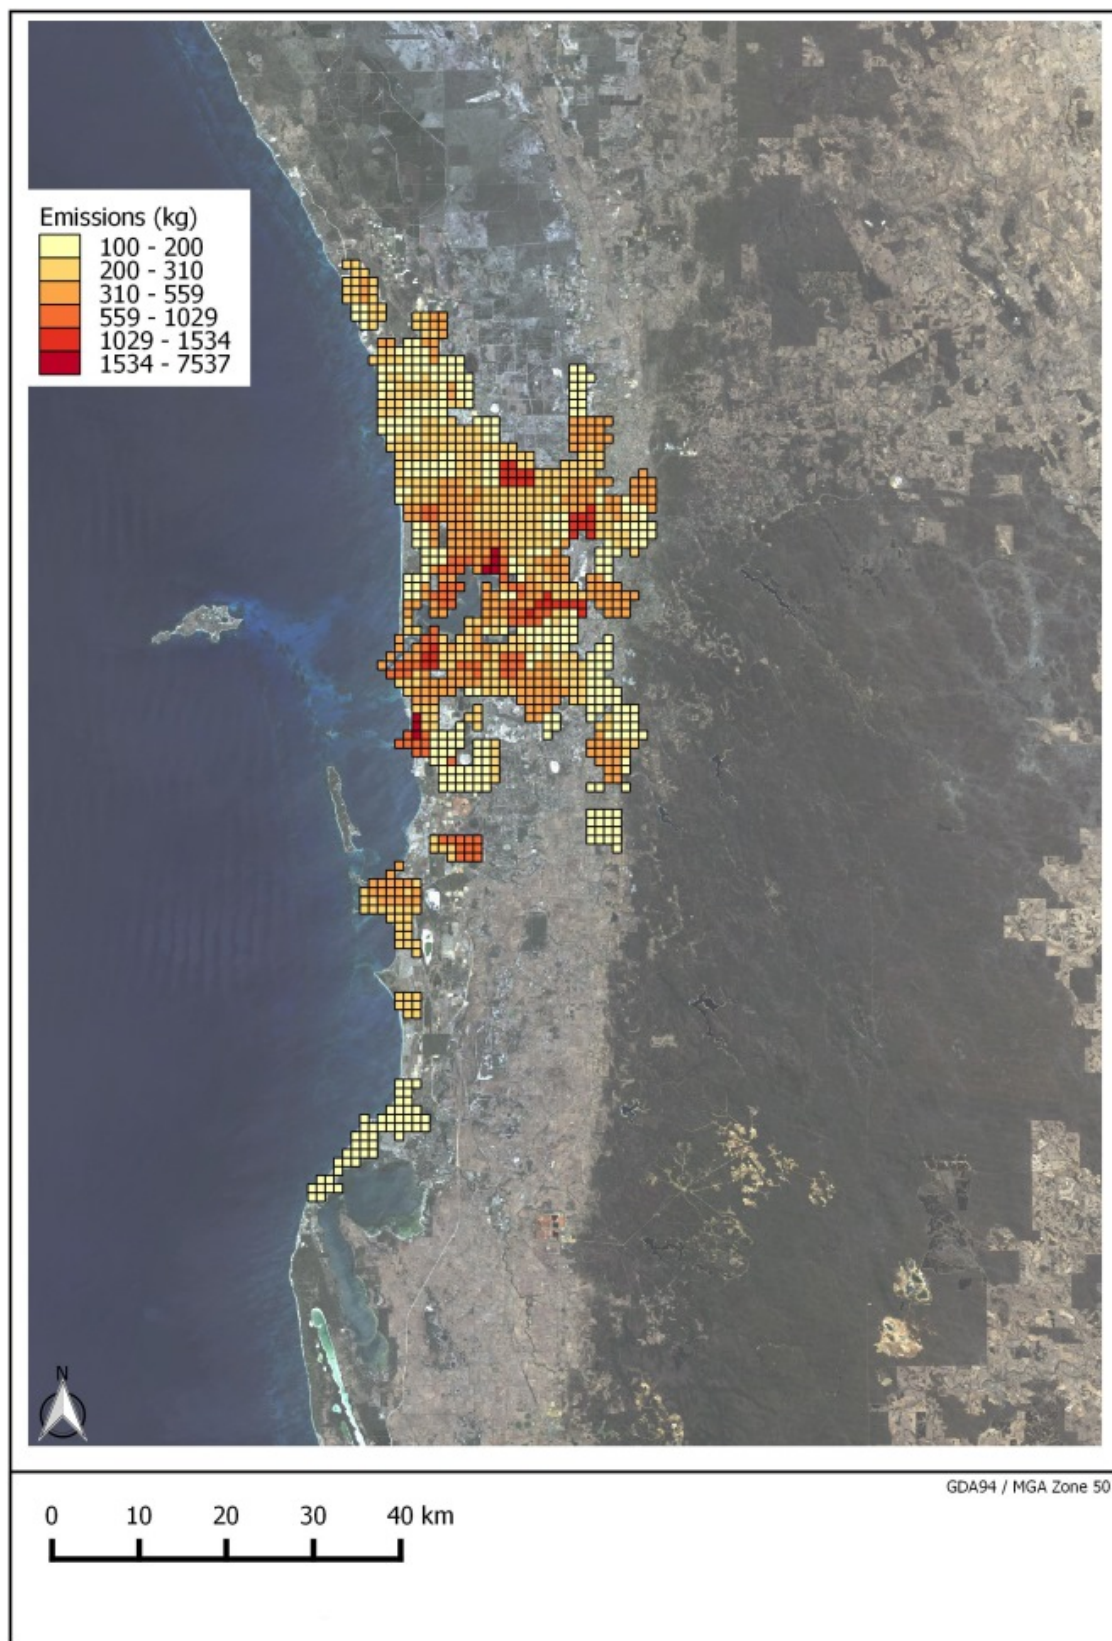 Emissions (kg)
100 - 200
200 - 310
310 - 559
559 - 1029
1029 - 1534
1534 - 7537
N
GDA94 / MGA Zone 50
0 10 20 30 40 km